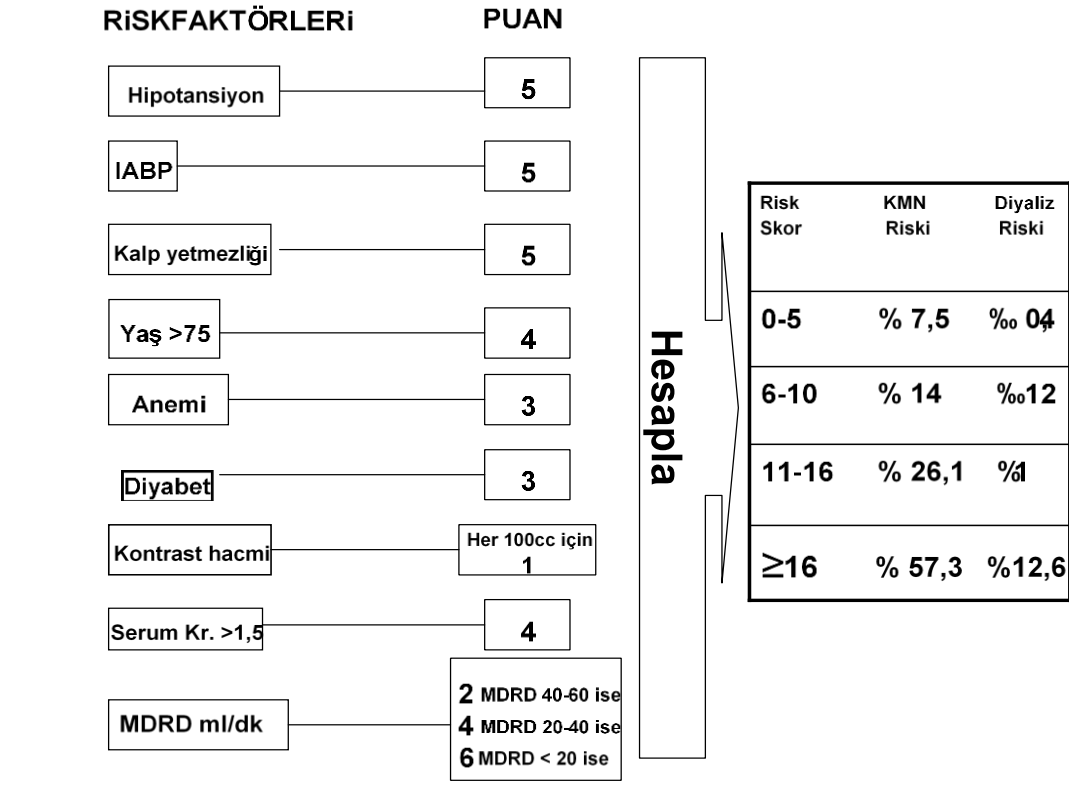 RiSKFAKTÖRLERi PUAN
Hipotansiyon 5
IABP 5
Kalp yetmezliği 5
Yaş >75 4
Anemi 3
Diyabet 3
Kontrast hacmi Her 100cc için
1
Serum Kr. >1,5 4
MDRD ml/dk
2 MDRD 40-60 ise
4 MDRD 20-40 ise
6 MDRD < 20 ise
Hesapla
Risk KMN Diyaliz
Skor Riski Riski
0-5 % 7,5 ‰ 0,4
6-10 % 14 ‰12
11-16 % 26,1 %1
≥16 % 57,3 %12,6